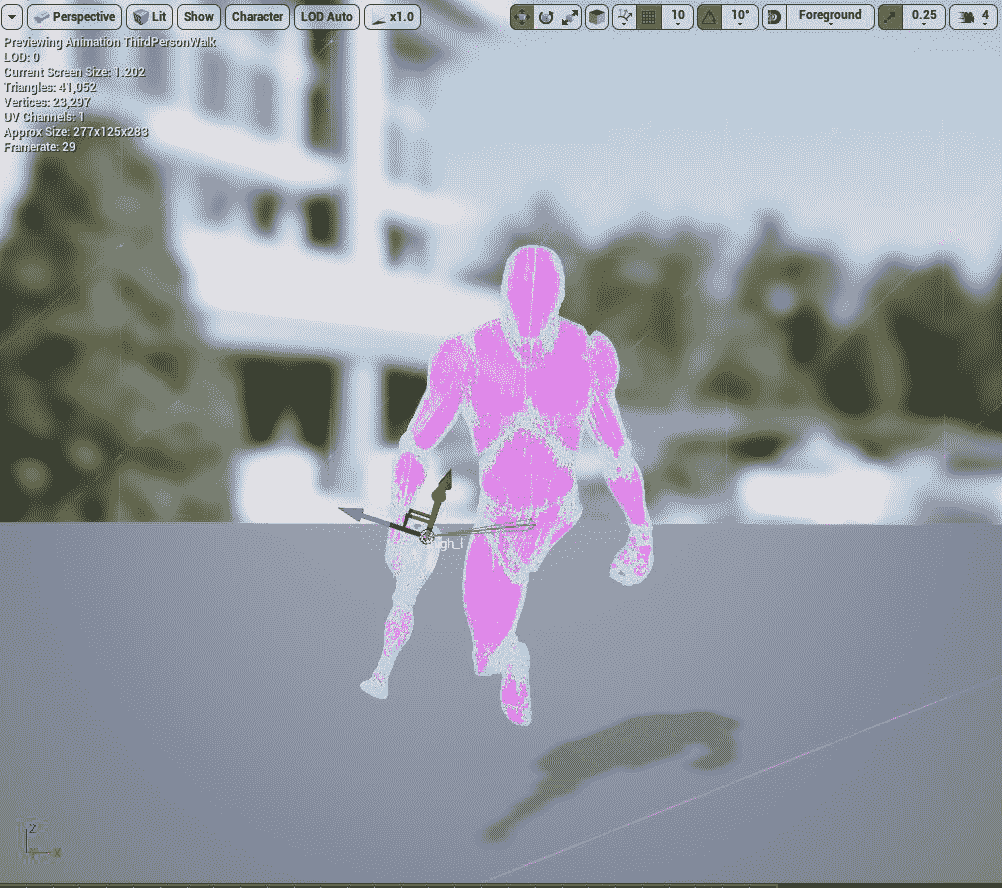 Perspective Lit Show Character LOD Auto x1.0 10 10° Foreground 0.25 4
Previewing Animation ThirdPersonWalk
LOD: 0
Current Screen Size: 1.202
Triangles: 41,052
Vertices: 23,297
UV Channels: 1
Approx Size: 277x125x283
Framerate: 29
Z
X